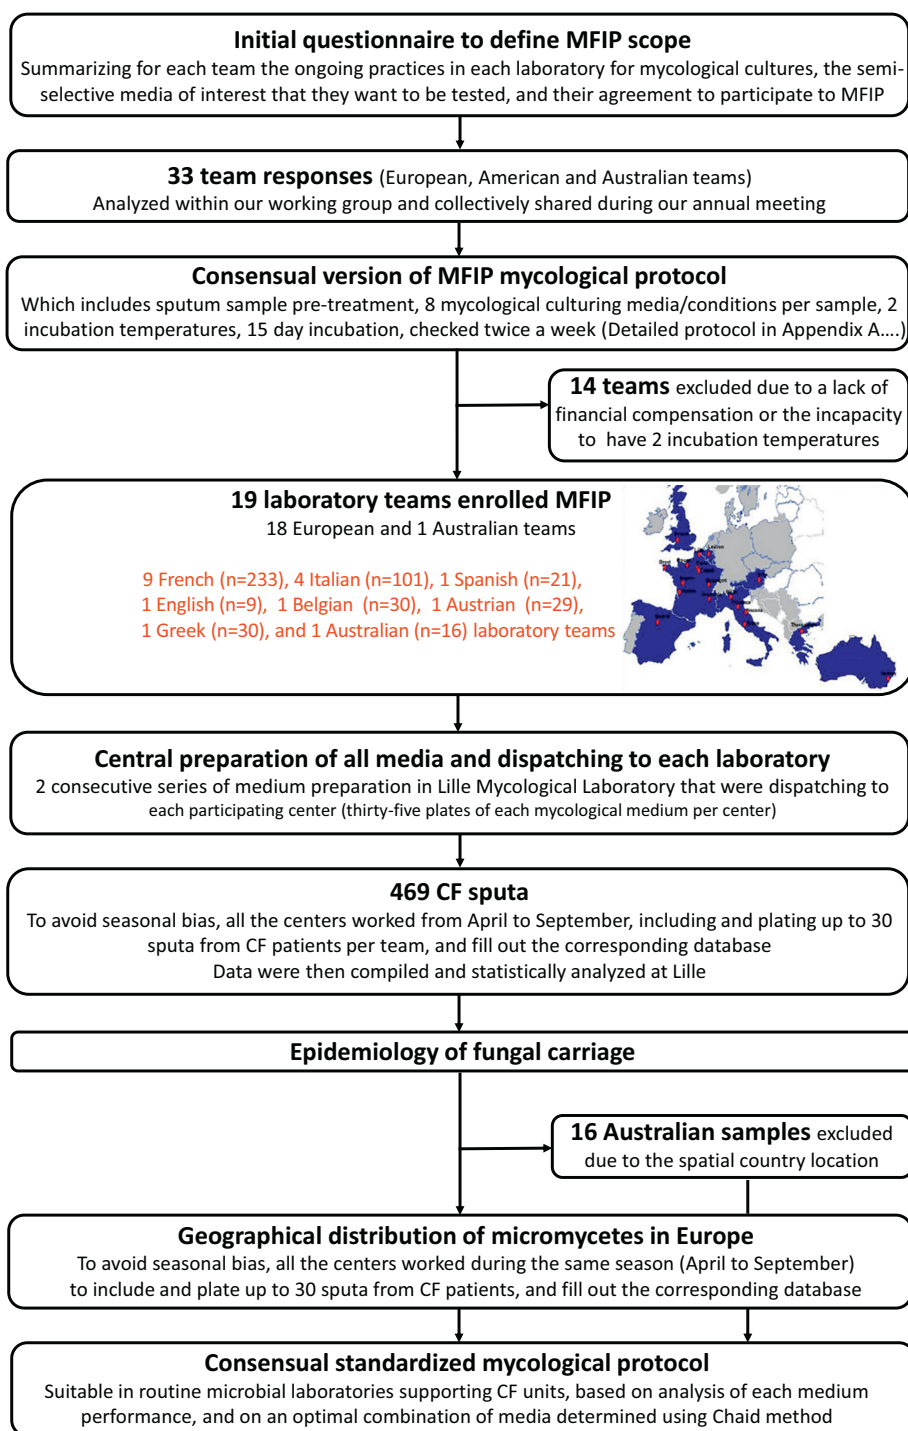 Initial questionnaire to define MFIP scope
Summarizing for each team the ongoing practices in each laboratory for mycological cultures, the semi-
selective media of interest that they want to be tested, and their agreement to participate to MFIP
33 team responses (European, American and Australian teams)
Analyzed within our working group and collectively shared during our annual meeting
Consensual version of MFIP mycological protocol
Which includes sputum sample pre-treatment, 8 mycological culturing media/conditions per sample, 2
incubation temperatures, 15 day incubation, checked twice a week (Detailed protocol in Appendix A....)
14 teams excluded due to a lack of
financial compensation or the incapacity
to have 2 incubation temperatures
19 laboratory teams enrolled MFIP
18 European and 1 Australian teams
9 French (n=233), 4 Italian (n=101), 1 Spanish (n=21),
1 English (n=9), 1 Belgian (n=30), 1 Austrian (n=29),
1 Greek (n=30), and 1 Australian (n=16) laboratory teams
Central preparation of all media and dispatching to each laboratory
2 consecutive series of medium preparation in Lille Mycological Laboratory that were dispatching to
each participating center (thirty-five plates of each mycological medium per center)
469 CF sputa
To avoid seasonal bias, all the centers worked from April to September, including and plating up to 30
sputa from CF patients per team, and fill out the corresponding database
Data were then compiled and statistically analyzed at Lille
Epidemiology of fungal carriage
16 Australian samples excluded
due to the spatial country location
Geographical distribution of micromycetes in Europe
To avoid seasonal bias, all the centers worked during the same season (April to September)
to include and plate up to 30 sputa from CF patients, and fill out the corresponding database
Consensual standardized mycological protocol
Suitable in routine microbial laboratories supporting CF units, based on analysis of each medium
performance, and on an optimal combination of media determined using Chaid method